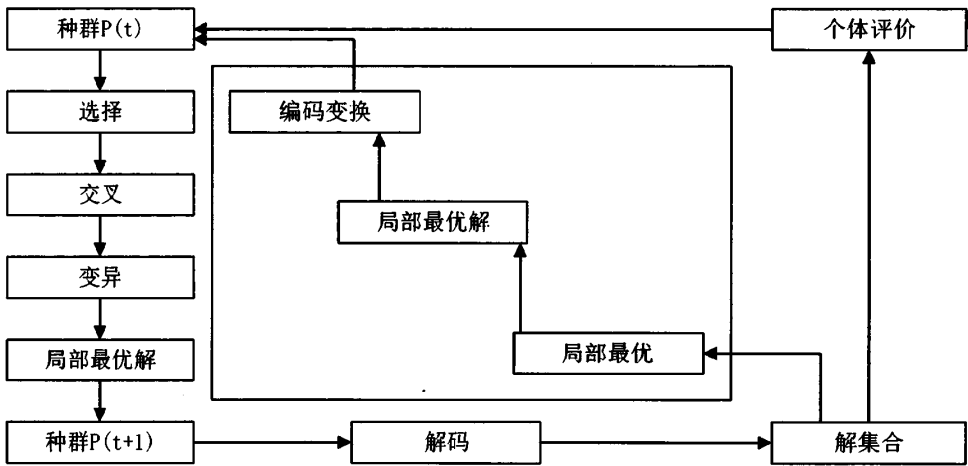 种群P(t)
个体评价
选择
编码变换
交叉
局部最优解
变异
局部最优解
局部最优
种群P(t+1)
解码
解集合